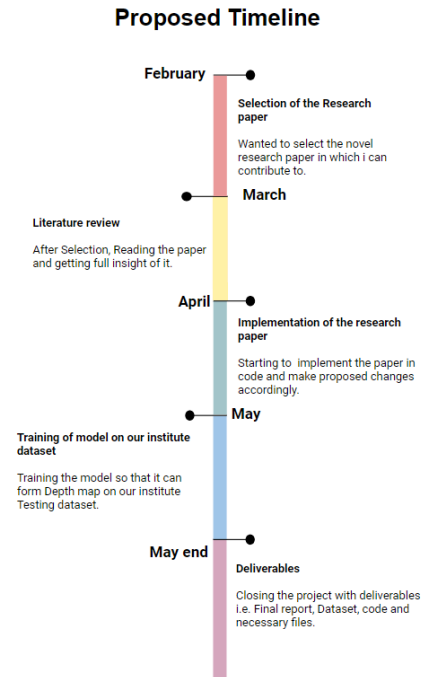 Proposed Timeline
February
Selection of the Research
paper
Wanted to select the novel
research paper in which i can
contribute to.
March
Literature review
After Selection, Reading the paper
and getting full insight of it.
April
Implementation of the research
paper
Starting to  implement the paper in
code and make proposed changes
accordingly.
May
Training of model on our institute
dataset
Training the model so that it can
form Depth map on our institute
Testing dataset.
May end
Deliverables
Closing the project with deliverables
i.e. Final report, Dataset, code and
necessary files.